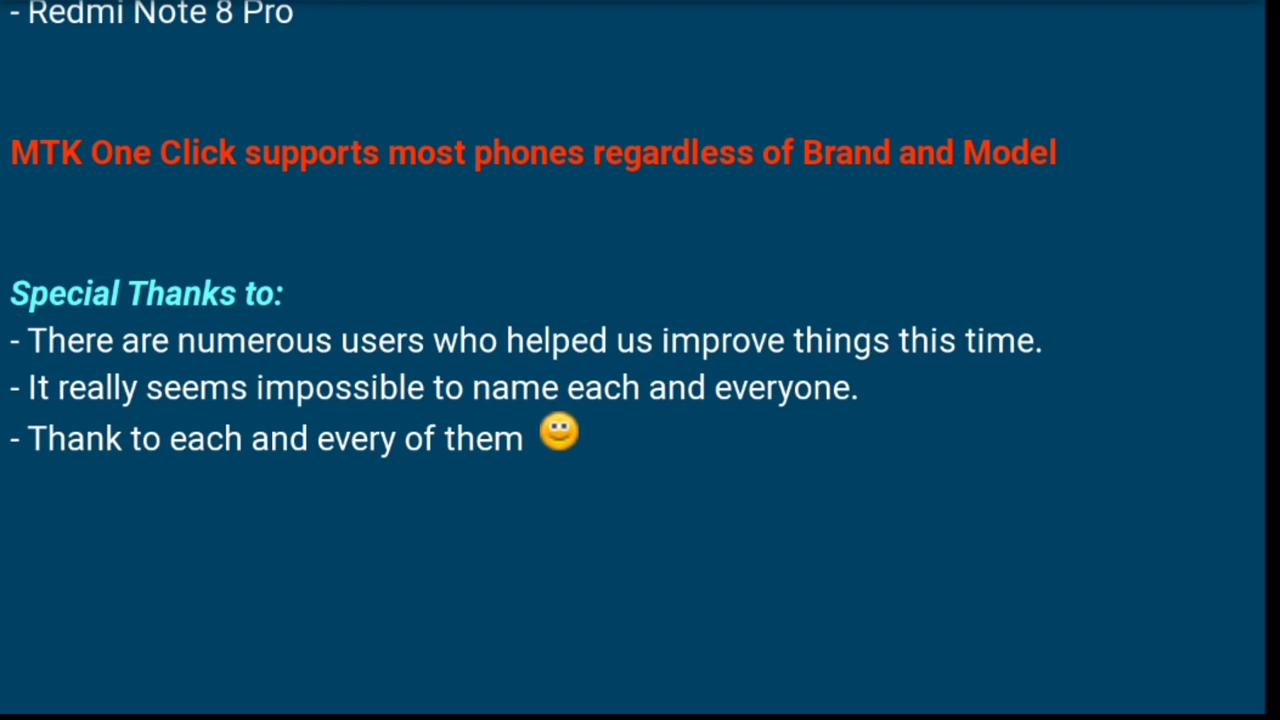 - Redmi Note 8 Pro
MTK One Click supports most phones regardless of Brand and Model
Special Thanks to:
- There are numerous users who helped us improve things this time.
- It really seems impossible to name each and everyone.
- Thank to each and every of them